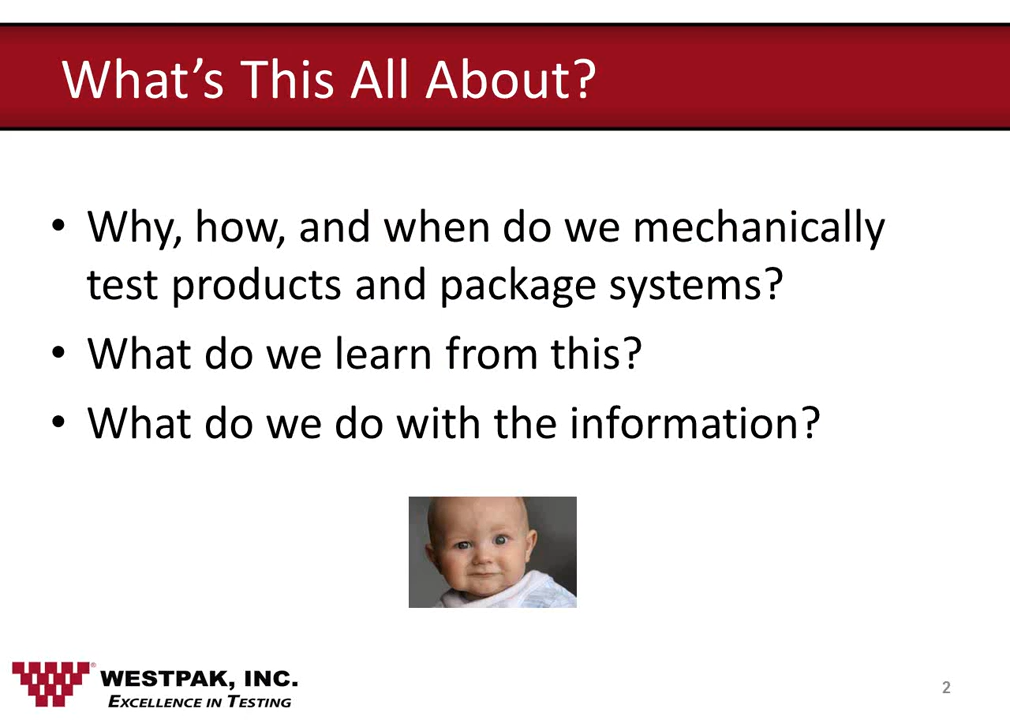 What’s This All About?
• Why, how, and when do we mechanically
test products and package systems?
• What do we learn from this?
• What do we do with the information?
®
WESTPAK, INC.
EXCELLENCE IN TESTING
2